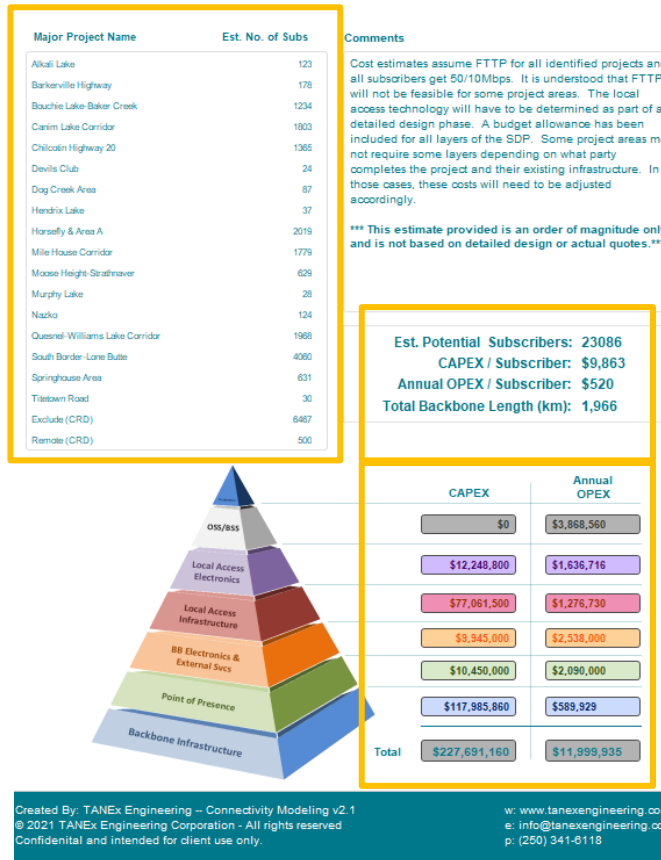 Major Project Name Est. No. of Subs
Alkali Lake 123
Barkerville Highway 178
Bouchie Lake-Baker Creek 1234
Canim Lake Corridor 1803
Chilcotin Highway 20 1365
Devils Club 24
Dog Creek Area 87
Hendrix Lake 37
Horsefly & Area A 2019
Mile House Corridor 1779
Moose Height-Strathnaver 629
Murphy Lake 28
Nazko 124
Quesnel-Williams Lake Corridor 1968
South Border-Lone Butte 4060
Springhouse Area 631
Titetown Road 30
Exclude (CRD) 6467
Remote (CRD) 500
Comments
Cost estimates assume FTTP for all identified projects and
all subscribers get 50/10Mbps. It is understood that FTTP
will not be feasible for some project areas. The local
access technology will have to be determined as part of a
detailed design phase. A budget allowance has been
included for all layers of the SDP. Some project areas m
not require some layers depending on what party
completes the project and their existing infrastructure. In
those cases, these costs will need to be adjusted
accordingly.
*** This estimate provided is an order of magnitude only
and is not based on detailed design or actual quotes.***
Est. Potential Subscribers: 23086
CAPEX / Subscriber: $9,863
Annual OPEX / Subscriber: $520
Total Backbone Length (km): 1,966
CAPEX Annual OPEX
$0 $3,868,560
OSS/BSS
Local Access
Electronics
$12,248,800 $1,636,716
Local Access
Infrastructure
$77,061,500 $1,276,730
BB Electronics &
External Svcs
$9,945,000 $2,538,000
Point of Presence
$10,450,000 $2,090,000
Backbone Infrastructure
$117,985,860 $589,929
Total $227,691,160 $11,999,935
Created By: TANEx Engineering – Connectivity Modeling v2.1
© 2021 TANEx Engineering Corporation - All rights reserved
Confidenital and intended for client use only.
w: www.tanexengineering.co
e: info@tanexengineering.co
p: (250) 341-6118